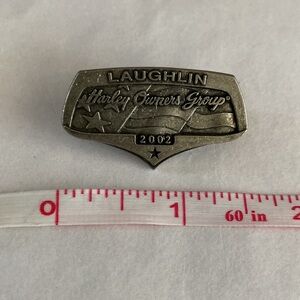 LAUGHLIN
Harley Owners Group®
2002
0 1 60 in 2